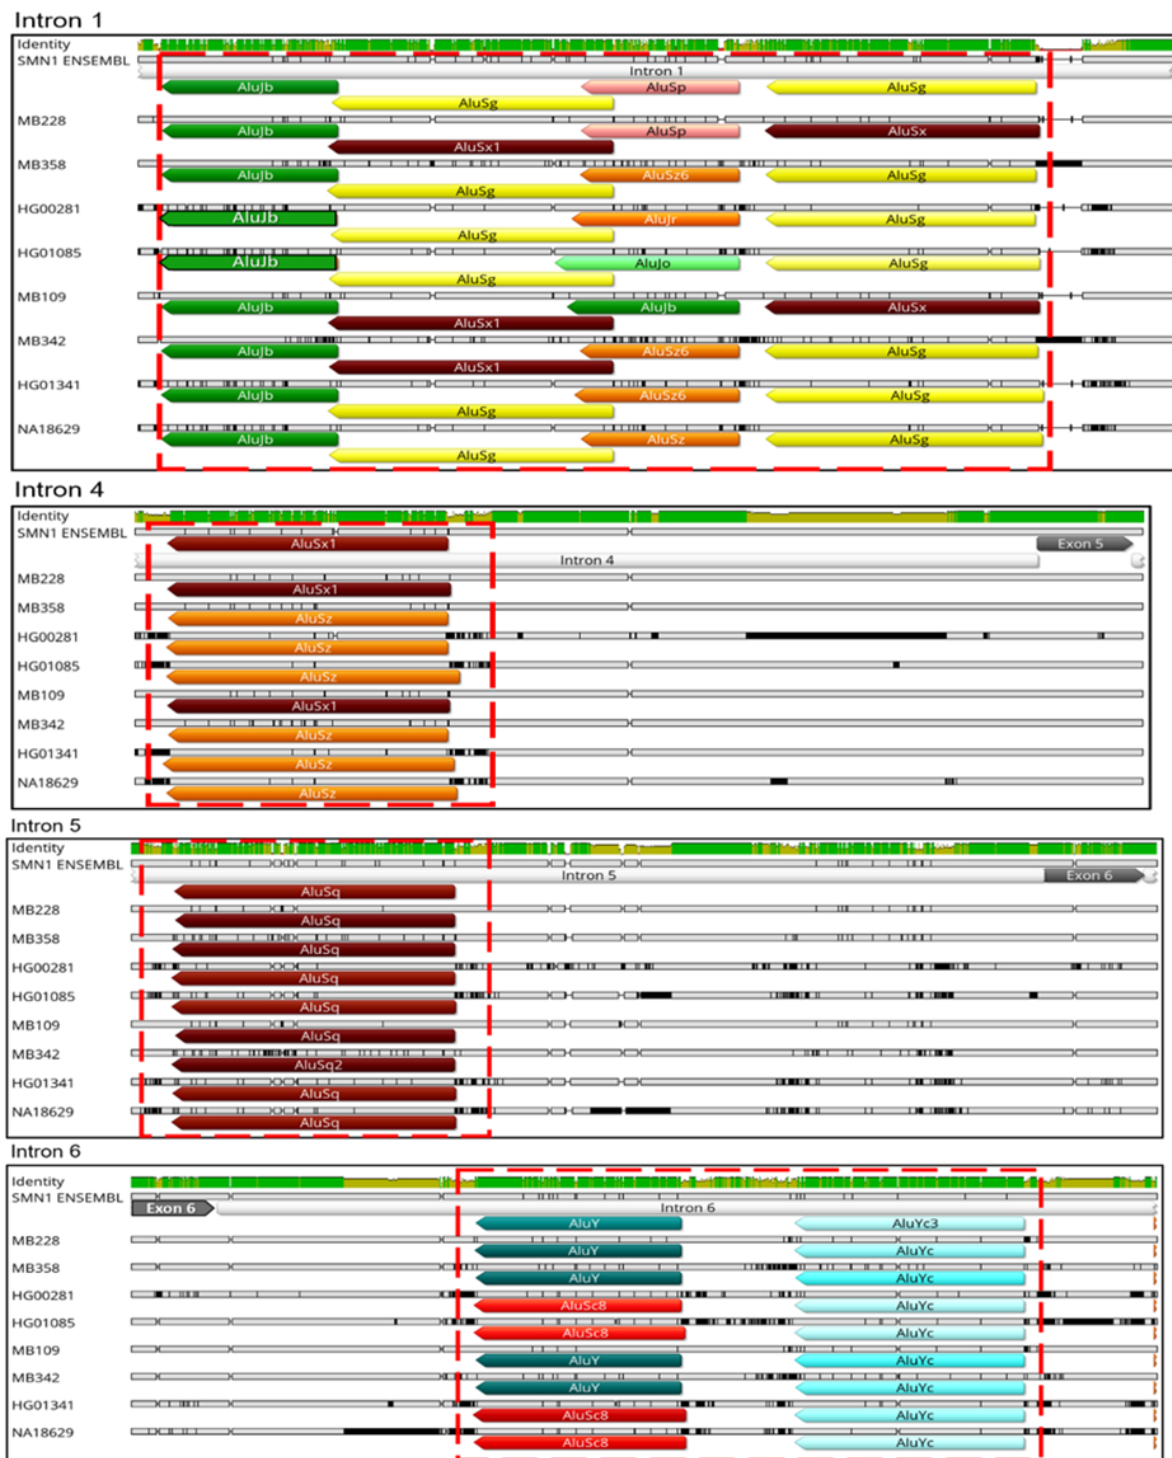 Intron 1
Identity
SMN1 ENSEMBL
Intron 1
AluJb AluSp AluSg
AluSg
MB228
AluJb AluSp AluSx
AluSx1
MB358
AluJb AluSz6 AluSg
AluSg
HG00281
AluJb AluJr AluSg
AluSg
HG01085
AluJb AluJo AluSg
AluSg
MB109
AluJb AluJb AluSx
AluSx1
MB342
AluJb AluSz6 AluSg
AluSx1
HG01341
AluJb AluSz6 AluSg
AluSg
NA18629
AluJb AluSz AluSg
AluSg
Intron 4
Identity
SMN1 ENSEMBL
AluSx1 Exon 5
Intron 4
MB228
AluSx1
MB358
AluSz
HG00281
AluSz
HG01085
AluSz
MB109
AluSx1
MB342
AluSz
HG01341
AluSz
NA18629
AluSz
Intron 5
Identity
SMN1 ENSEMBL
Intron 5 Exon 6
AluSq
MB228
AluSq
MB358
AluSq
HG00281
AluSq
HG01085
AluSq
MB109
AluSq
MB342
AluSq2
HG01341
AluSq
NA18629
AluSq
Intron 6
Identity
SMN1 ENSEMBL
Exon 6 Intron 6
AluY AluYc3
MB228
AluY AluYc
MB358
AluY AluYc
HG00281
AluSc8 AluYc
HG01085
AluSc8 AluYc
MB109
AluY AluYc
MB342
AluY AluYc
HG01341
AluSc8 AluYc
NA18629
AluSc8 AluYc